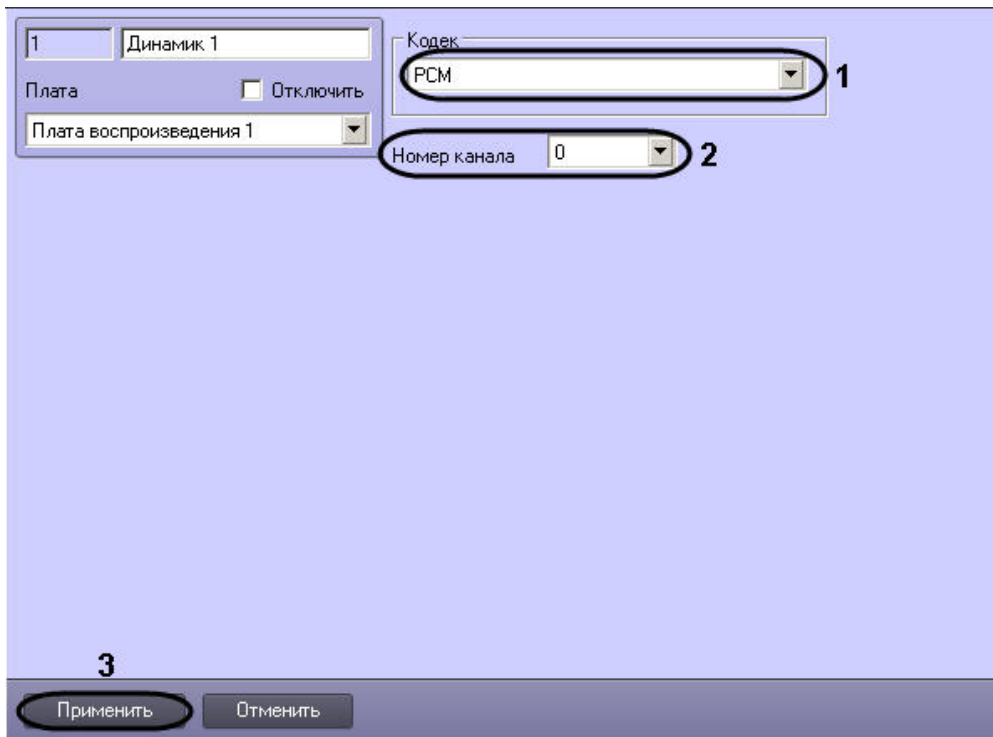 1 Динамик 1
Плата Отключить
Плата воспроизведения 1
Кодек
PCM 1
Номер канала 0 2
3
Применить Отменить